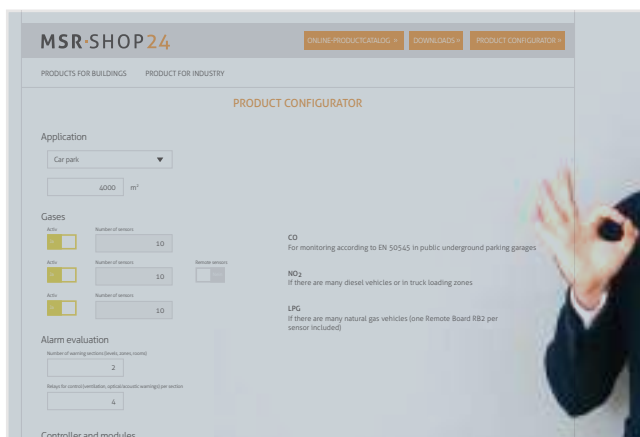 MSR·SHOP24
ONLINE-PRODUCTCATALOG »
DOWNLOADS »
PRODUCT CONFIGURATOR »
PRODUCTS FOR BUILDINGS PRODUCT FOR INDUSTRY
PRODUCT CONFIGURATOR
Application
Car park
4000 m²
Gases
Activ Number of sensors
10
CO
For monitoring according to EN 50545 in public underground parking garages
Activ Number of sensors Remote sensors
10
NO2
If there are many diesel vehicles or in truck loading zones
Activ Number of sensors
10
LPG
If there are many natural gas vehicles (one Remote Board RB2 per
sensor included)
Alarm evaluation
Number of warning sections (levels, zones, rooms)
2
Relays for control (ventilation, optical/acoustic warnings) per section
4
Controller and modules